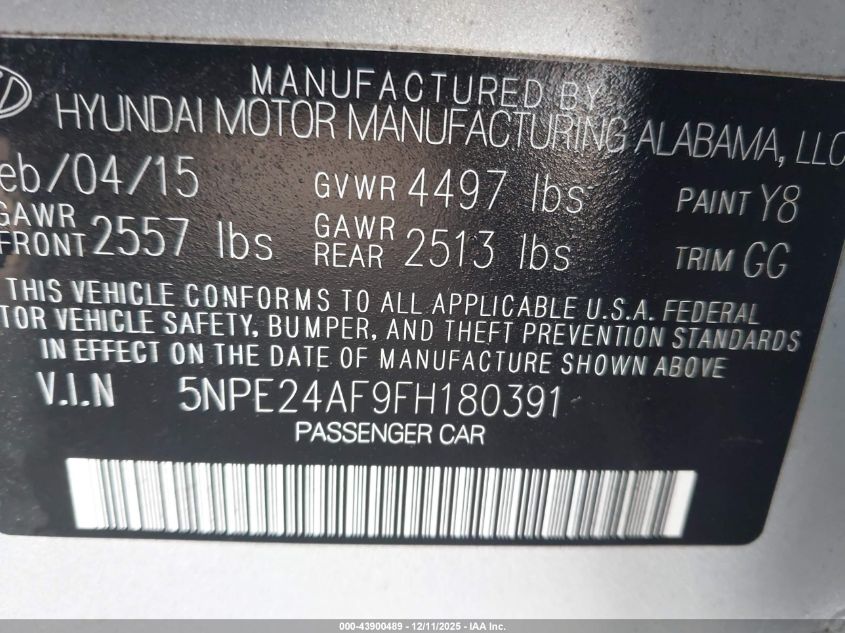 MANUFACTURED BY
HYUNDAI MOTOR MANUFACTURING ALABAMA, LLC
eb/04/15 GVWR 4497 lbs PAINT Y8
GAWR FRONT 2557 lbs GAWR REAR 2513 lbs TRIM GG
THIS VEHICLE CONFORMS TO ALL APPLICABLE U.S.A. FEDERAL
TOR VEHICLE SAFETY, BUMPER, AND THEFT PREVENTION STANDARDS
IN EFFECT ON THE DATE OF MANUFACTURE SHOWN ABOVE
V.I.N 5NPE24AF9FH180391
PASSENGER CAR
000-43900489 - 12/11/2025 - IAA Inc.